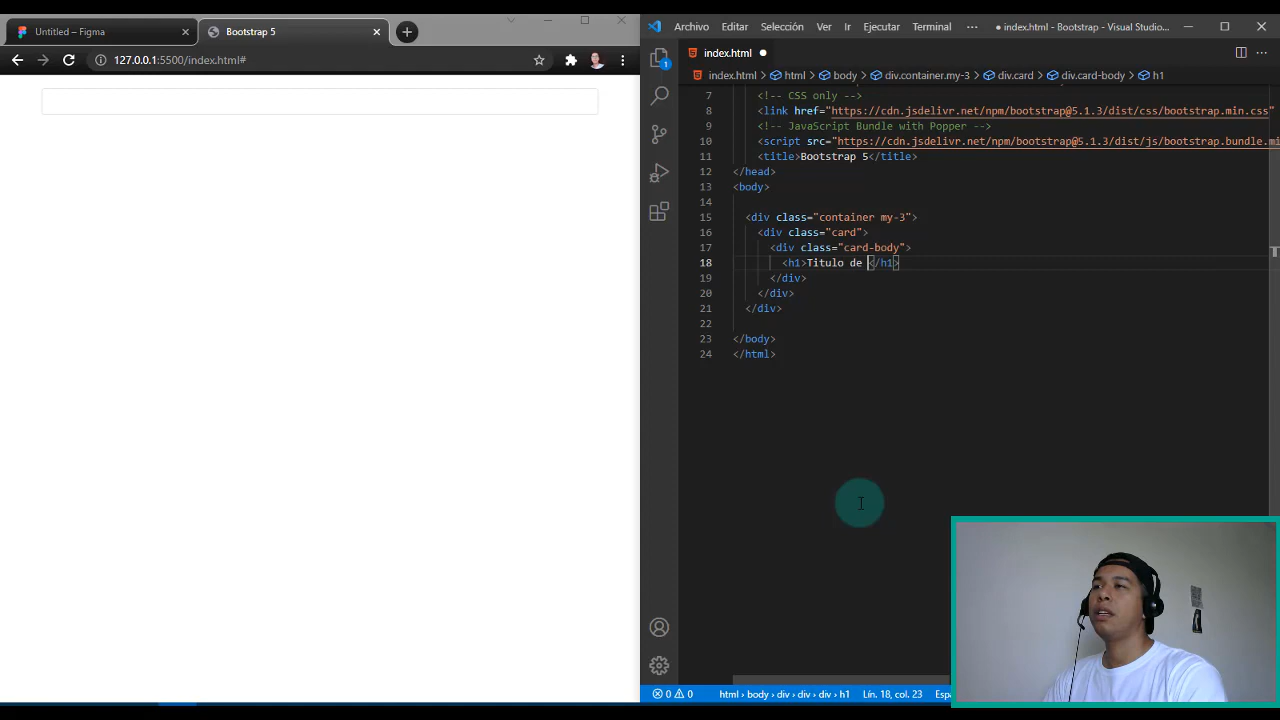 Untitled – Figma
Bootstrap 5
127.0.0.1:5500/index.html#
Archivo Editar Selección Ver Ir Ejecutar Terminal ··· ● index.html - Bootstrap - Visual Studio...
index.html
index.html > html > body > div.container.my-3 > div.card > div.card-body > h1
1
7 <!-- CSS only -->
8 <link href="https://cdn.jsdelivr.net/npm/bootstrap@5.1.3/dist/css/bootstrap.min.css"
9 <!-- JavaScript Bundle with Popper -->
10 <script src="https://cdn.jsdelivr.net/npm/bootstrap@5.1.3/dist/js/bootstrap.bundle.mi
11 <title>Bootstrap 5</title>
12 </head>
13 <body>
14
15 <div class="container my-3">
16 <div class="card">
17 <div class="card-body">
18 <h1>Titulo de </h1>
19 </div>
20 </div>
21 </div>
22
23 </body>
24 </html>
0 0 html > body > div > div > div > h1 Lín. 18, col. 23 Espa